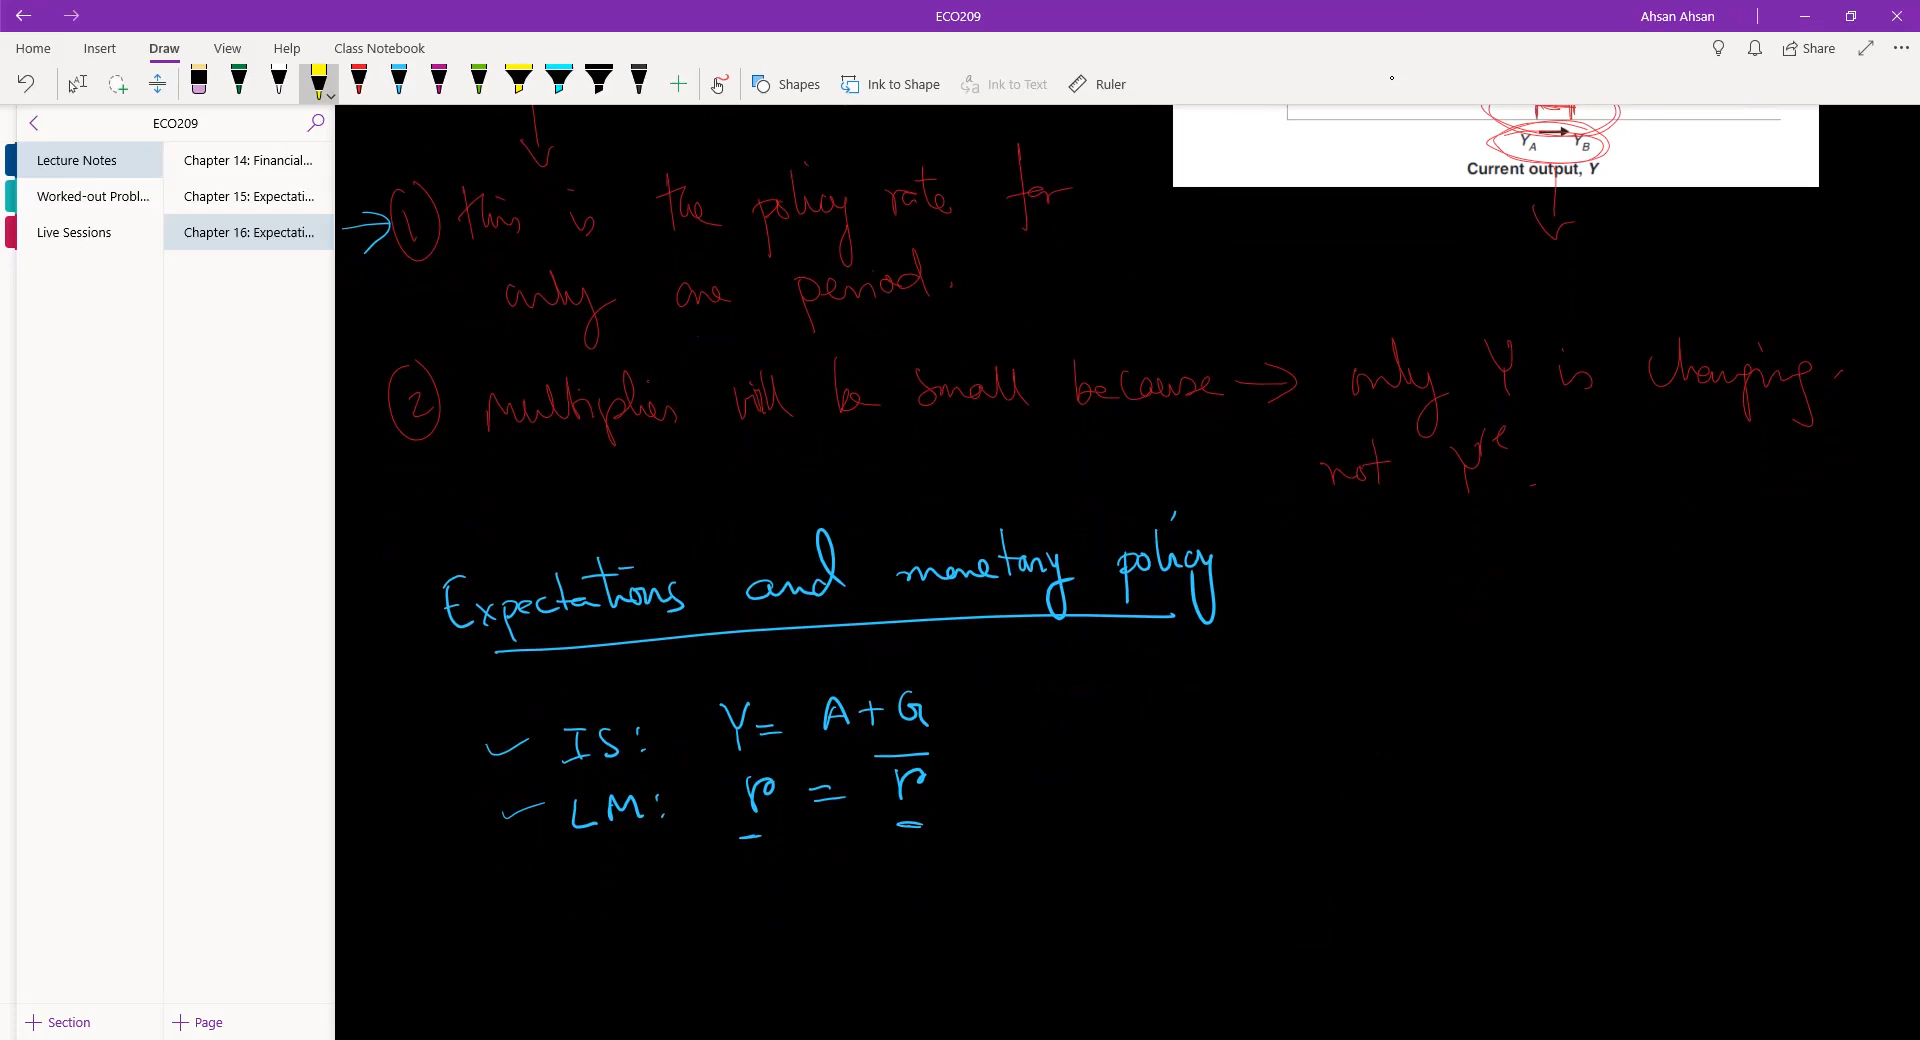 ECO209
Ahsan Ahsan
Home Insert Draw View Help Class Notebook
Share
Shapes Ink to Shape Ink to Text Ruler
ECO209
Lecture Notes
Worked-out Probl...
Live Sessions
Chapter 14: Financial...
Chapter 15: Expectati...
Chapter 16: Expectati...
Y_A Y_B
Current output, Y
① this is the policy rate for
only one period.
② Multiplier will be small because → only Y is changing.
not Y'e.
Expectations and monetary policy
IS: Y = A + G
LM: r = r̄
Section
Page